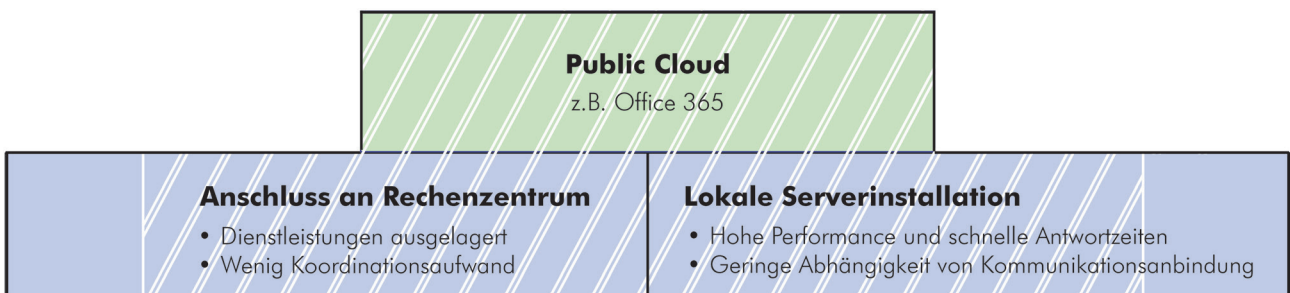 Public Cloud
z.B. Office 365
Anschluss an Rechenzentrum
• Dienstleistungen ausgelagert
• Wenig Koordinationsaufwand
Lokale Serverinstallation
• Hohe Performance und schnelle Antwortzeiten
• Geringe Abhängigkeit von Kommunikationsanbindung